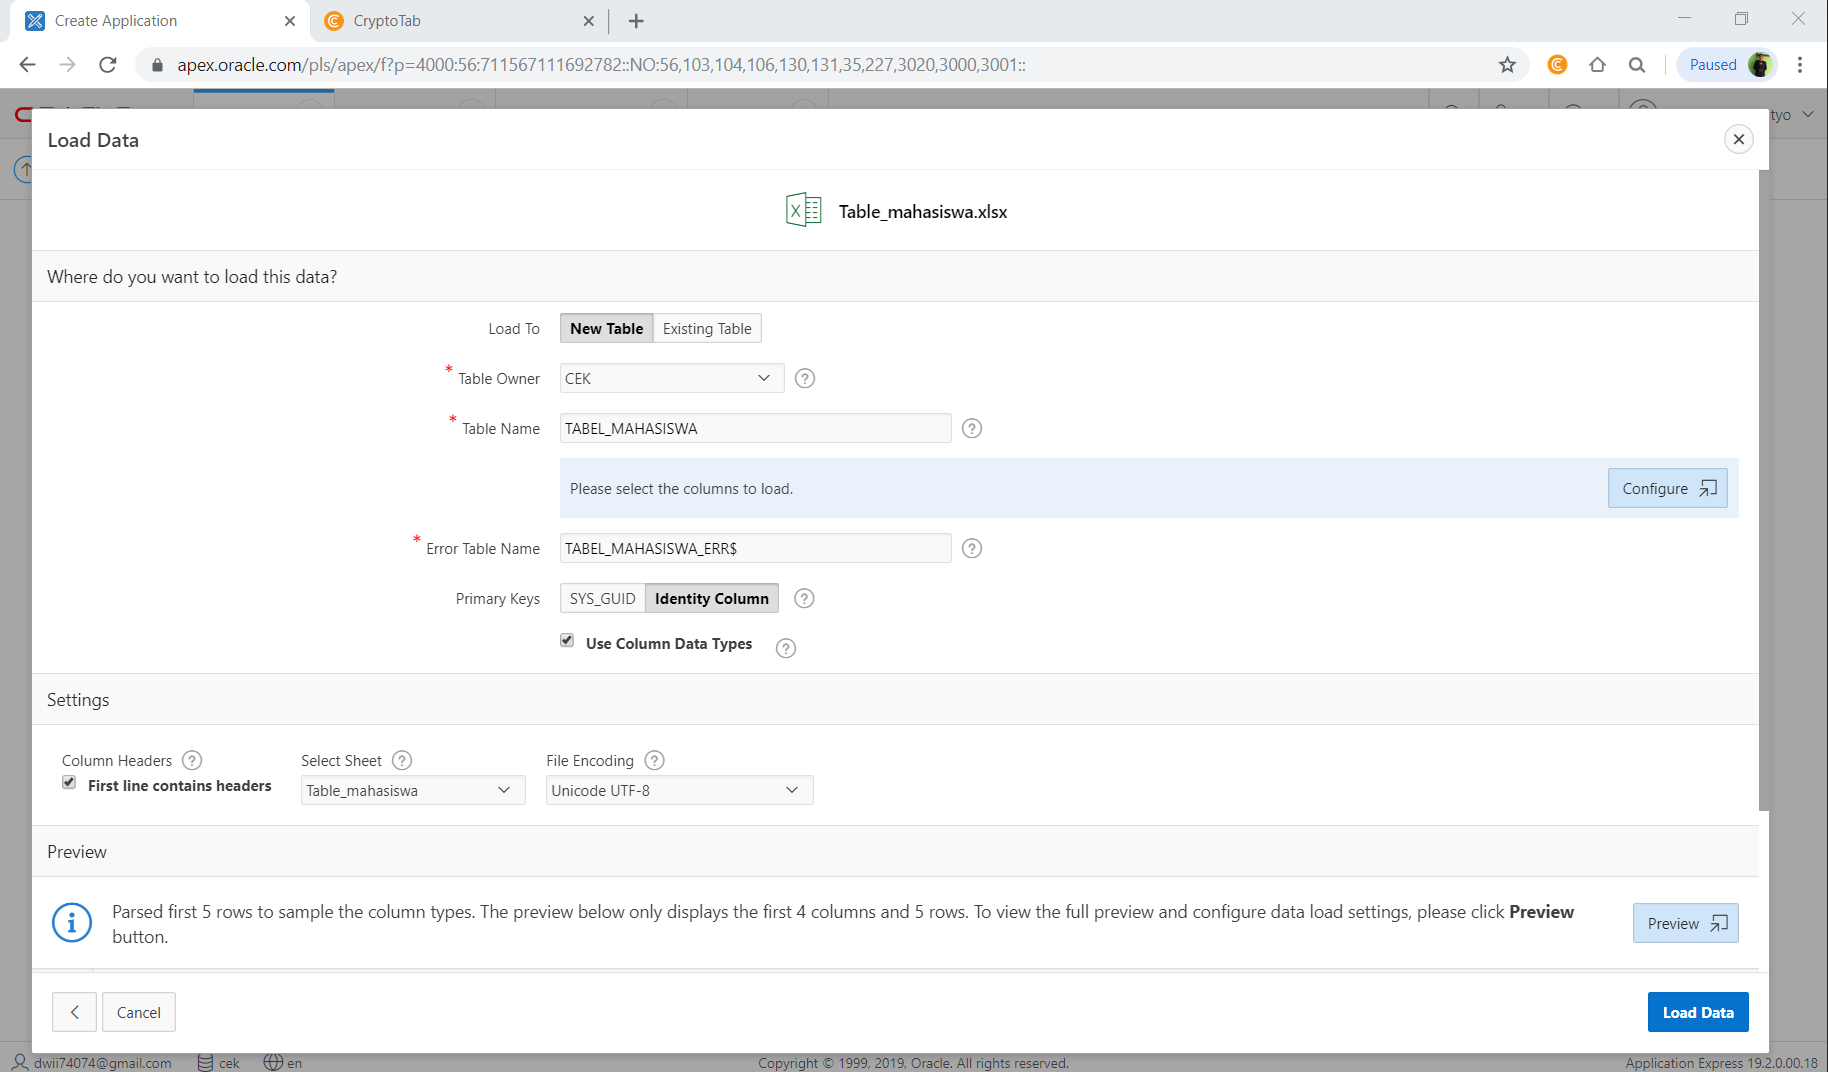 Create Application
CryptoTab
apex.oracle.com/pls/apex/f?p=4000:56:711567111692782::NO:56,103,104,106,130,131,35,227,3020,3000,3001::
Paused
tyo
Load Data
Table_mahasiswa.xlsx
Where do you want to load this data?
Load To New Table Existing Table
* Table Owner CEK
* Table Name TABEL_MAHASISWA
Please select the columns to load. Configure
* Error Table Name TABEL_MAHASISWA_ERR$
Primary Keys SYS_GUID Identity Column
Use Column Data Types
Settings
Column Headers Select Sheet File Encoding
First line contains headers Table_mahasiswa Unicode UTF-8
Preview
Parsed first 5 rows to sample the column types. The preview below only displays the first 4 columns and 5 rows. To view the full preview and configure data load settings, please click Preview
button.
Preview
Cancel
Load Data
dwii74074@gmail.com cek en Copyright © 1999, 2019, Oracle. All rights reserved. Application Express 19.2.0.00.18